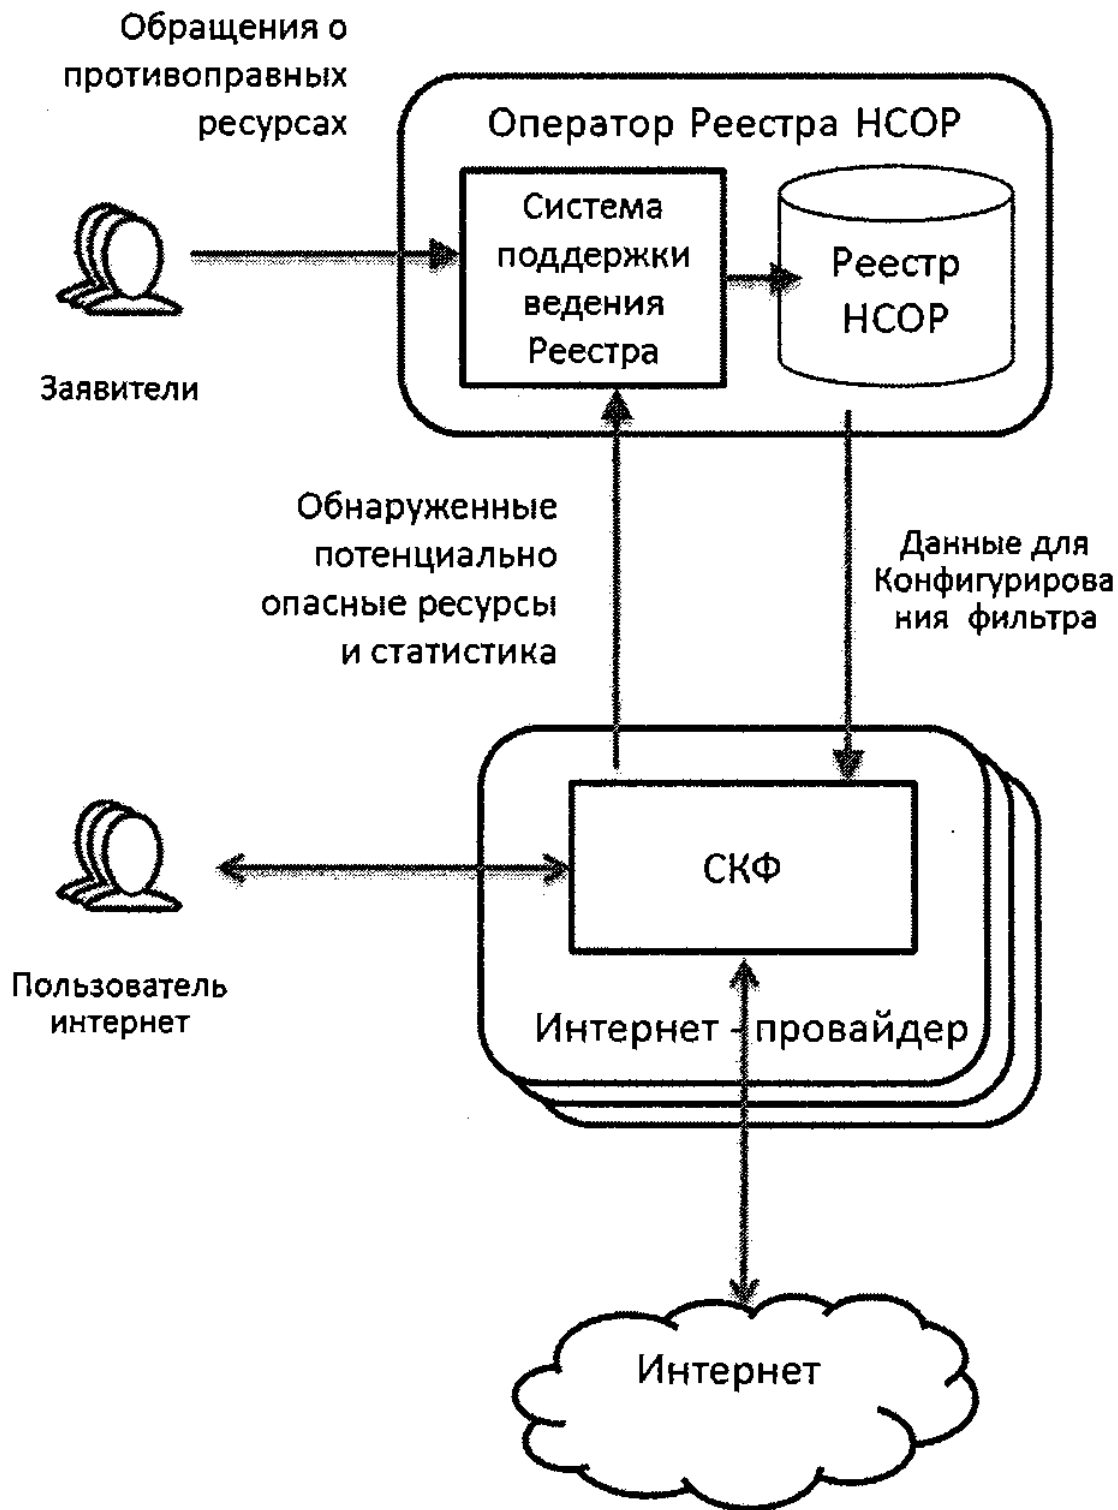 Обращения о
противоправных
ресурсах
Оператор Реестра НСОР
Система
поддержки
ведения
Реестра
Реестр
НСОР
Заявители
Обнаруженные
потенциально
опасные ресурсы
и статистика
Данные для
Конфигурирова
ния фильтра
СКФ
Пользователь
интернет
Интернет - провайдер
Интернет